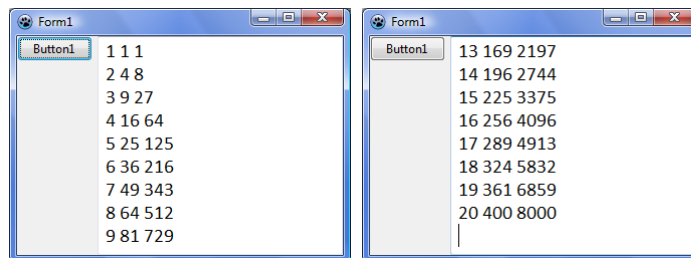 Form1
Button1
1 1 1
2 4 8
3 9 27
4 16 64
5 25 125
6 36 216
7 49 343
8 64 512
9 81 729
Form1
Button1
13 169 2197
14 196 2744
15 225 3375
16 256 4096
17 289 4913
18 324 5832
19 361 6859
20 400 8000